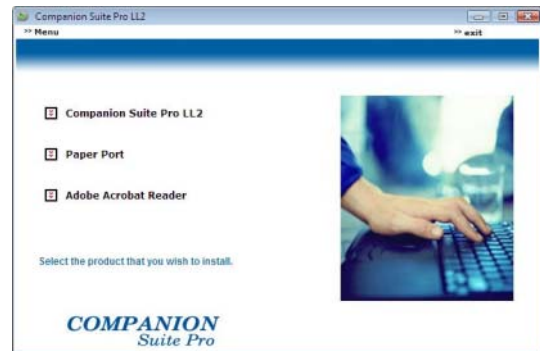 Companion Suite Pro LL2
>> Menu
>> exit
Companion Suite Pro LL2
Paper Port
Adobe Acrobat Reader
Select the product that you wish to install.
COMPANION
Suite Pro